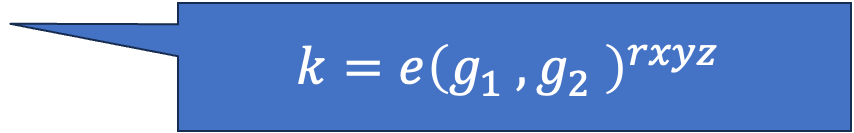 k = e(g₁ , g₂ )ʳˣʸᶻ